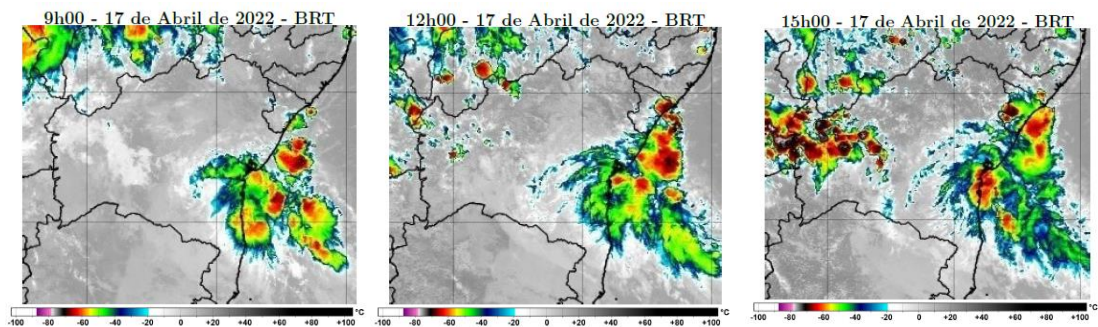 9h00 - 17 de Abril de 2022 - BRT
12h00 - 17 de Abril de 2022 - BRT
15h00 - 17 de Abril de 2022 - BRT
-100 -80 -60 -40 -20 0 +20 +40 +60 +80 +100 °C
-100 -80 -60 -40 -20 0 +20 +40 +60 +80 +100 °C
-100 -80 -60 -40 -20 0 +20 +40 +60 +80 +100 °C